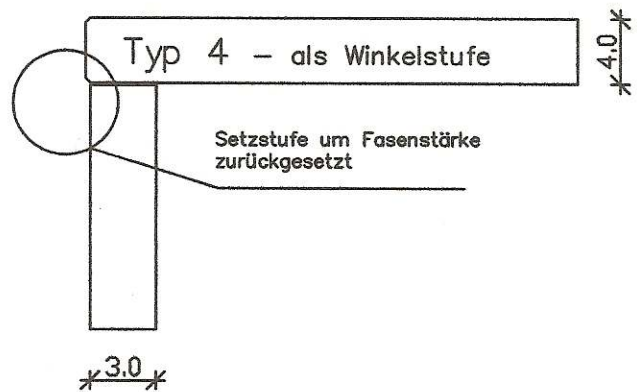 Typ 4 – als Winkelstufe
4.0
Setzstufe um Fasenstärke
zurückgesetzt
3.0